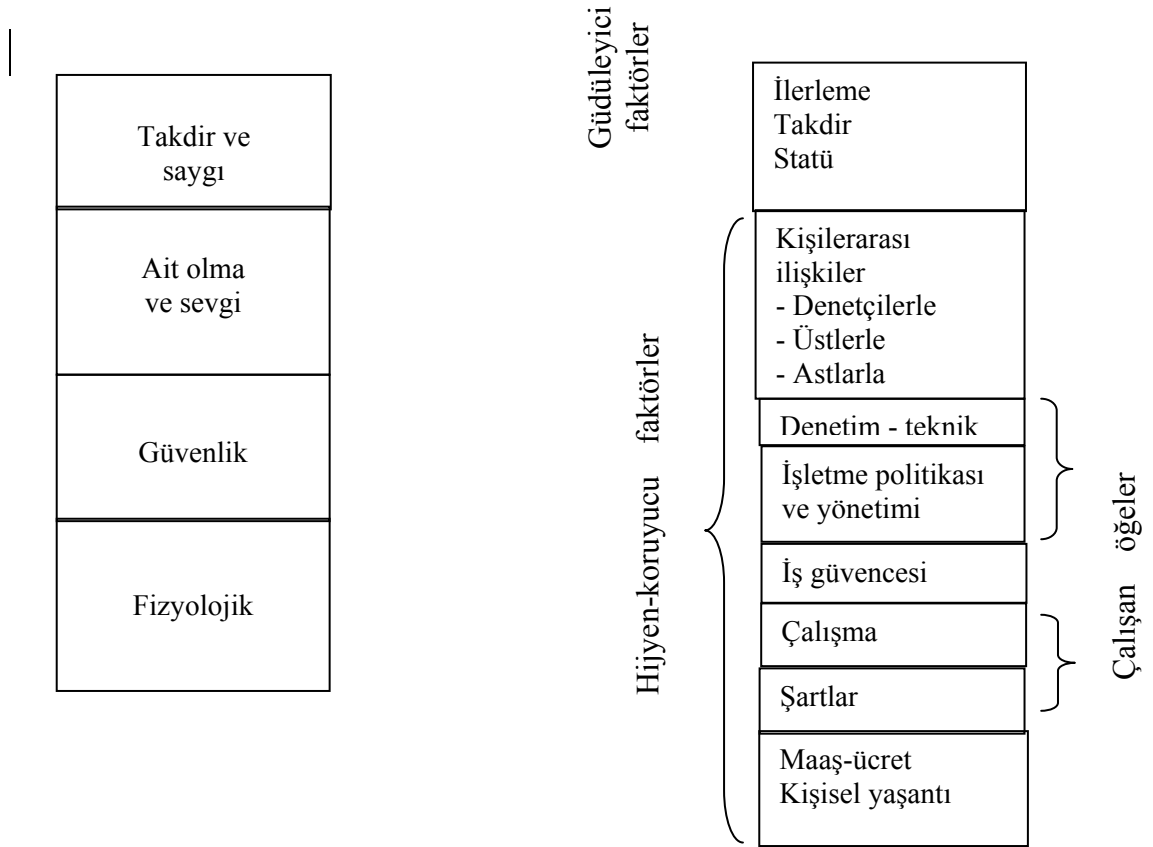 Takdir ve
saygı
Ait olma
ve sevgi
Güvenlik
Fizyolojik
Güdüleyici
faktörler
Hijyen-koruyucu faktörler
İlerleme
Takdir
Statü
Kişilerarası
ilişkiler
- Denetçilerle
- Üstlerle
- Astlarla
Denetim - teknik
İşletme politikası
ve yönetimi
İş güvencesi
Çalışma
Şartlar
Maaş-ücret
Kişisel yaşantı
Çalışan öğeler